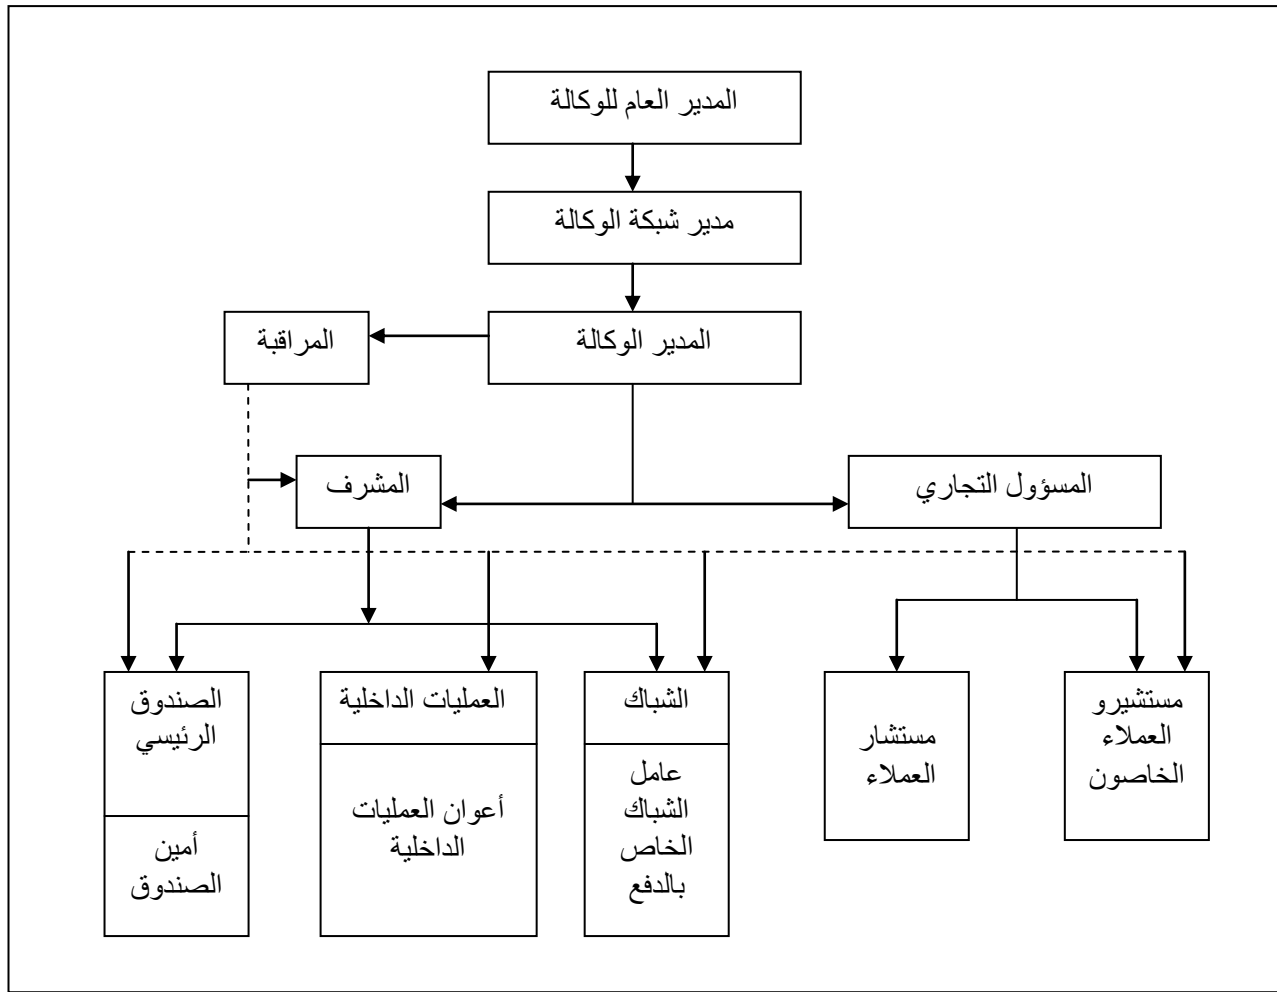 المدير العام للوكالة
مدير شبكة الوكالة
المدير الوكالة
المراقبة
المسؤول التجاري
المشرف
مستشيرو
العملاء
الخاصون
مستشار
العملاء
الشباك
عامل
الشباك
الخاص
بالدفع
العمليات الداخلية
أعوان العمليات
الداخلية
الصندوق
الرئيسي
أمين
الصندوق